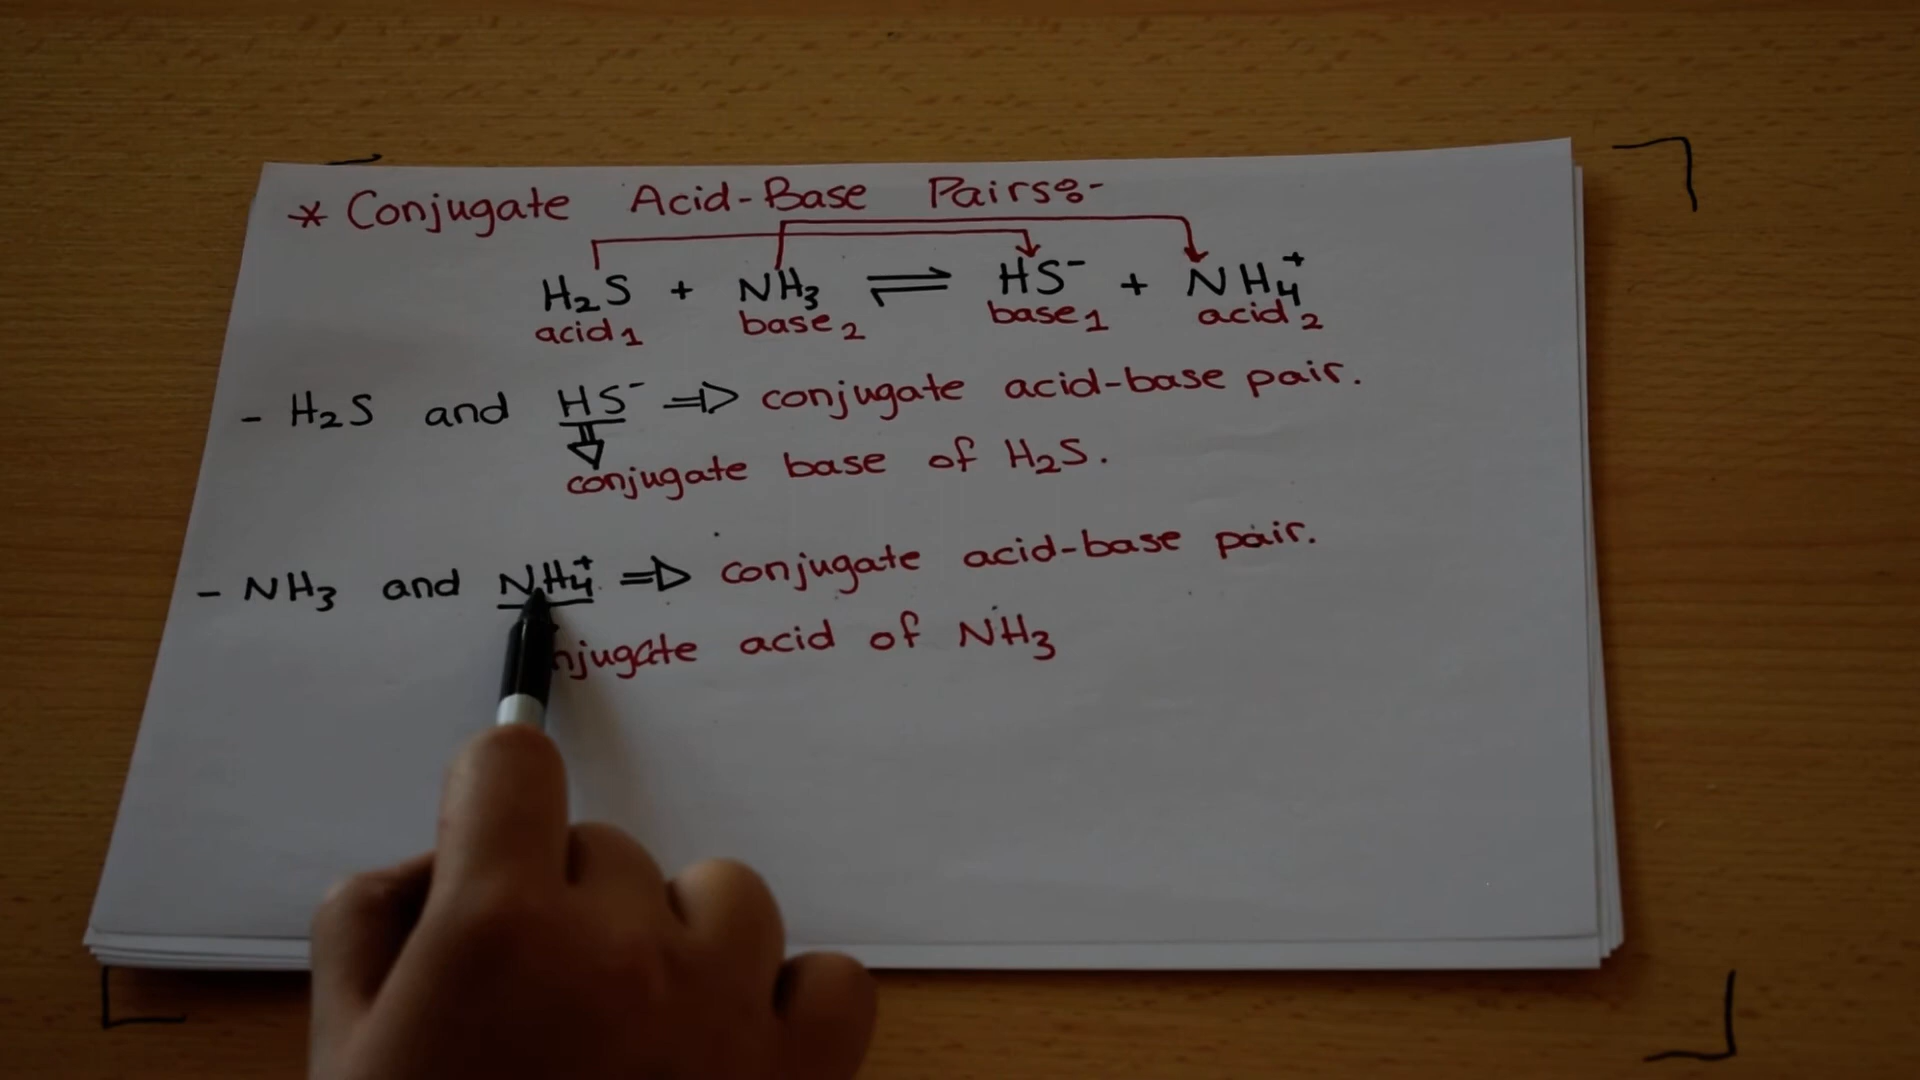 * Conjugate Acid-Base Pairs:-
H₂S + NH₃ ⇌ HS⁻ + NH₄⁺
acid₁ base₂ base₁ acid₂
- H₂S and HS⁻ ⇒ conjugate acid-base pair.
conjugate base of H₂S.
- NH₃ and NH₄⁺ ⇒ conjugate acid-base pair.
acid of NH₃